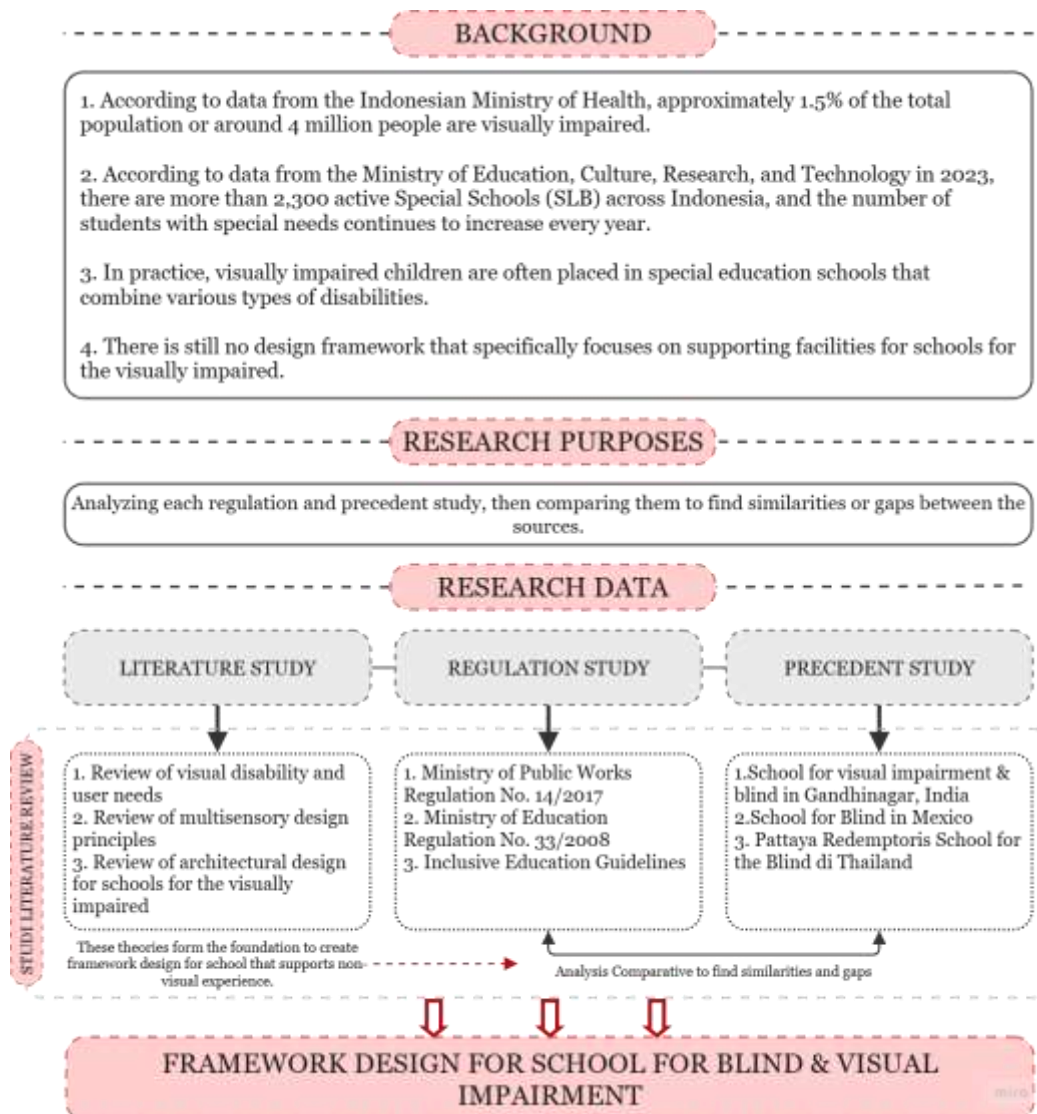 BACKGROUND
1. According to data from the Indonesian Ministry of Health, approximately 1.5% of the total
population or around 4 million people are visually impaired.
2. According to data from the Ministry of Education, Culture, Research, and Technology in 2023,
there are more than 2,300 active Special Schools (SLB) across Indonesia, and the number of
students with special needs continues to increase every year.
3. In practice, visually impaired children are often placed in special education schools that
combine various types of disabilities.
4. There is still no design framework that specifically focuses on supporting facilities for schools for
the visually impaired.
RESEARCH PURPOSES
Analyzing each regulation and precedent study, then comparing them to find similarities or gaps between the
sources.
RESEARCH DATA
LITERATURE STUDY
REGULATION STUDY
PRECEDENT STUDY
STUDI LITERATURE REVIEW
1. Review of visual disability and
user needs
2. Review of multisensory design
principles
3. Review of architectural design
for schools for the visually
impaired
1. Ministry of Public Works
Regulation No. 14/2017
2. Ministry of Education
Regulation No. 33/2008
3. Inclusive Education Guidelines
1.School for visual impairment &
blind in Gandhinagar, India
2.School for Blind in Mexico
3. Pattaya Redemptoris School for
the Blind di Thailand
These theories form the foundation to create
framework design for school that supports non-
visual experience.
Analysis Comparative to find similarities and gaps
FRAMEWORK DESIGN FOR SCHOOL FOR BLIND & VISUAL
IMPAIRMENT
miro